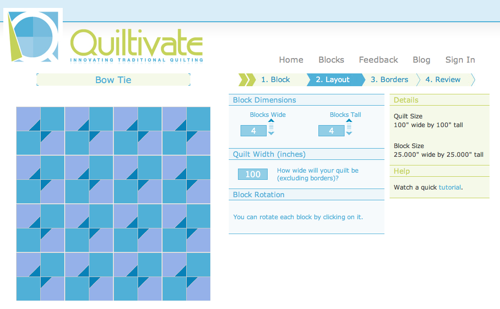 Quiltivate
INNOVATING TRADITIONAL QUILTING
Home Blocks Feedback Blog Sign In
Bow Tie
1. Block 2. Layout 3. Borders 4. Review
Block Dimensions
Blocks Wide Blocks Tall
4 4
Quilt Width (inches)
100 How wide will your quilt be
(excluding borders)?
Block Rotation
You can rotate each block by clicking on it.
Details
Quilt Size
100" wide by 100" tall
Block Size
25.000" wide by 25.000" tall
Help
Watch a quick tutorial.